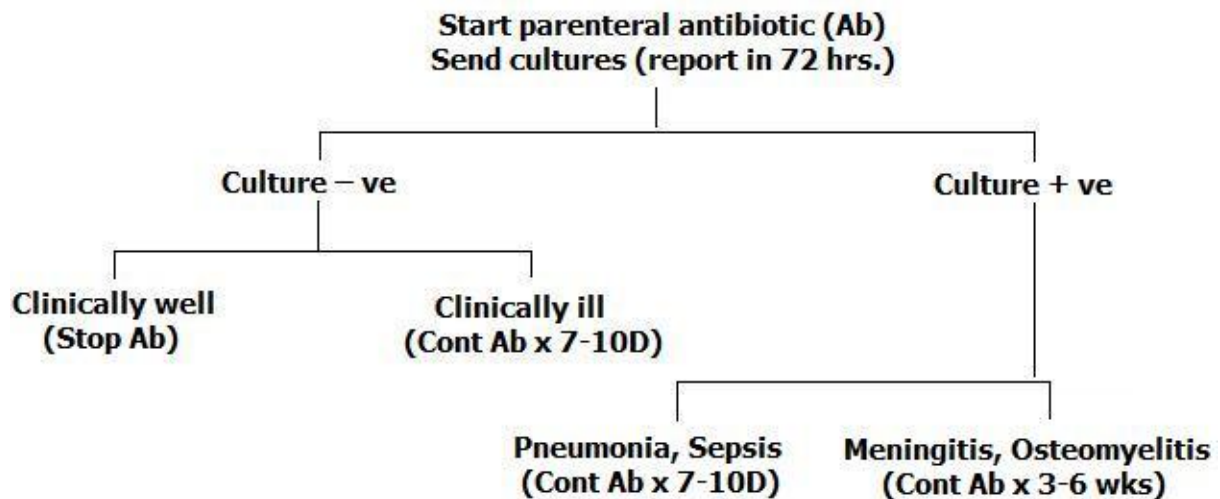 Start parenteral antibiotic (Ab)
Send cultures (report in 72 hrs.)
Culture – ve
Culture + ve
Clinically well
(Stop Ab)
Clinically ill
(Cont Ab x 7-10D)
Pneumonia, Sepsis
(Cont Ab x 7-10D)
Meningitis, Osteomyelitis
(Cont Ab x 3-6 wks)